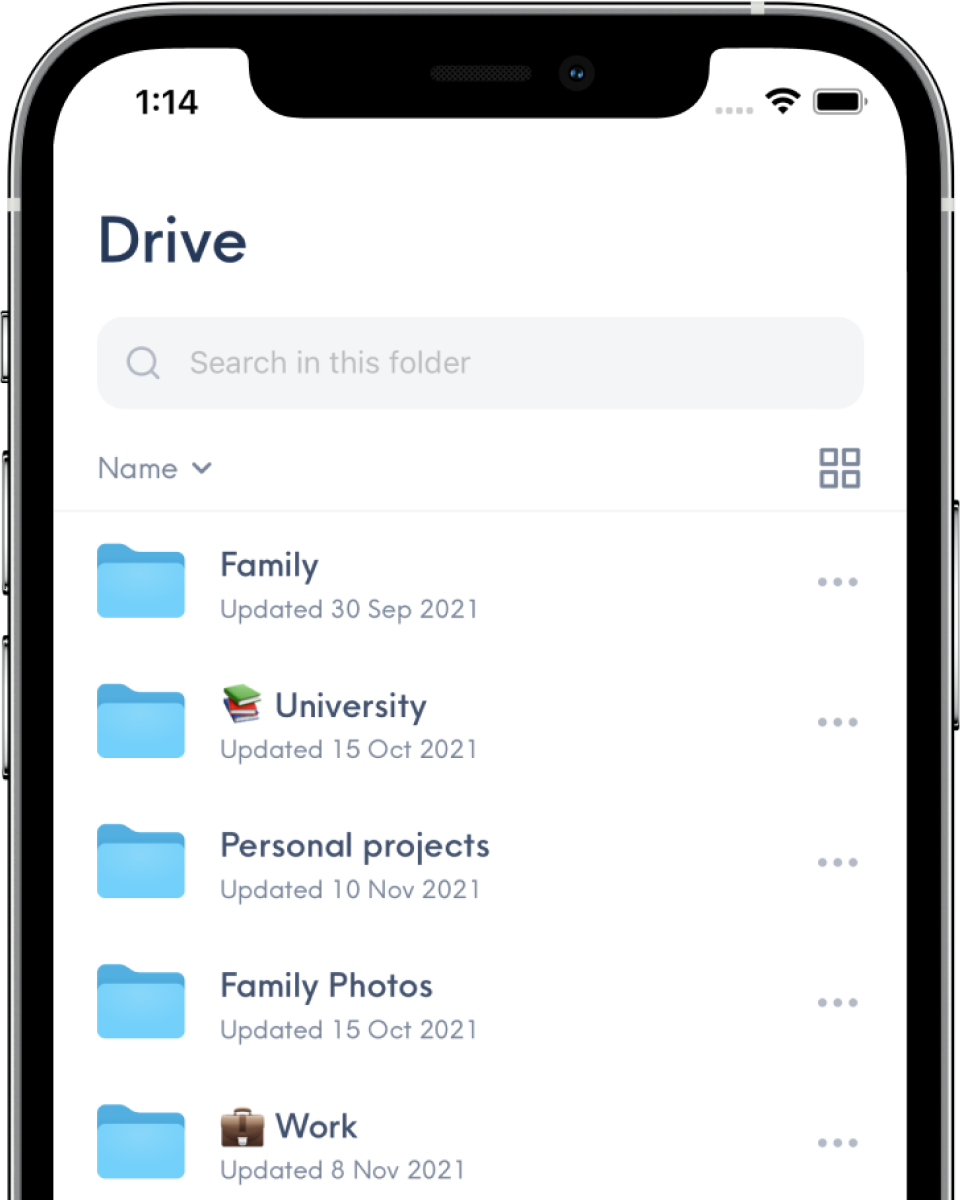 1:14
Drive
Search in this folder
Name
Family
Updated 30 Sep 2021
📚 University
Updated 15 Oct 2021
Personal projects
Updated 10 Nov 2021
Family Photos
Updated 15 Oct 2021
💼 Work
Updated 8 Nov 2021